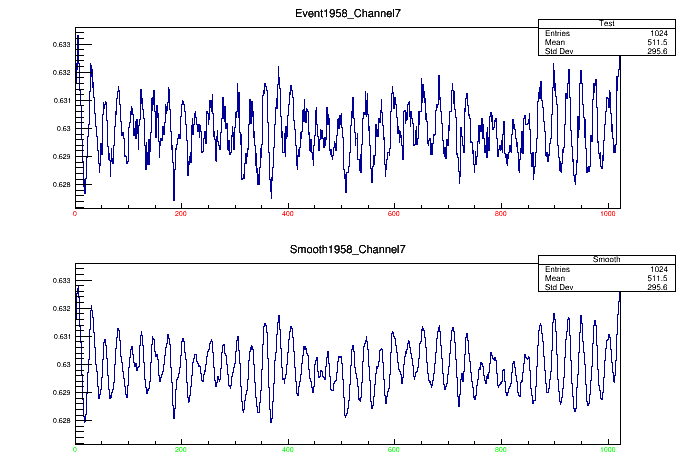 Event1958_Channel7
Test
Entries 1024
Mean 511.5
Std Dev 295.6
0.633
0.632
0.631
0.63
0.629
0.628
0 200 400 600 800 1000
Smooth1958_Channel7
Smooth
Entries 1024
Mean 511.5
Std Dev 295.6
0.633
0.632
0.631
0.63
0.629
0.628
0 200 400 600 800 1000